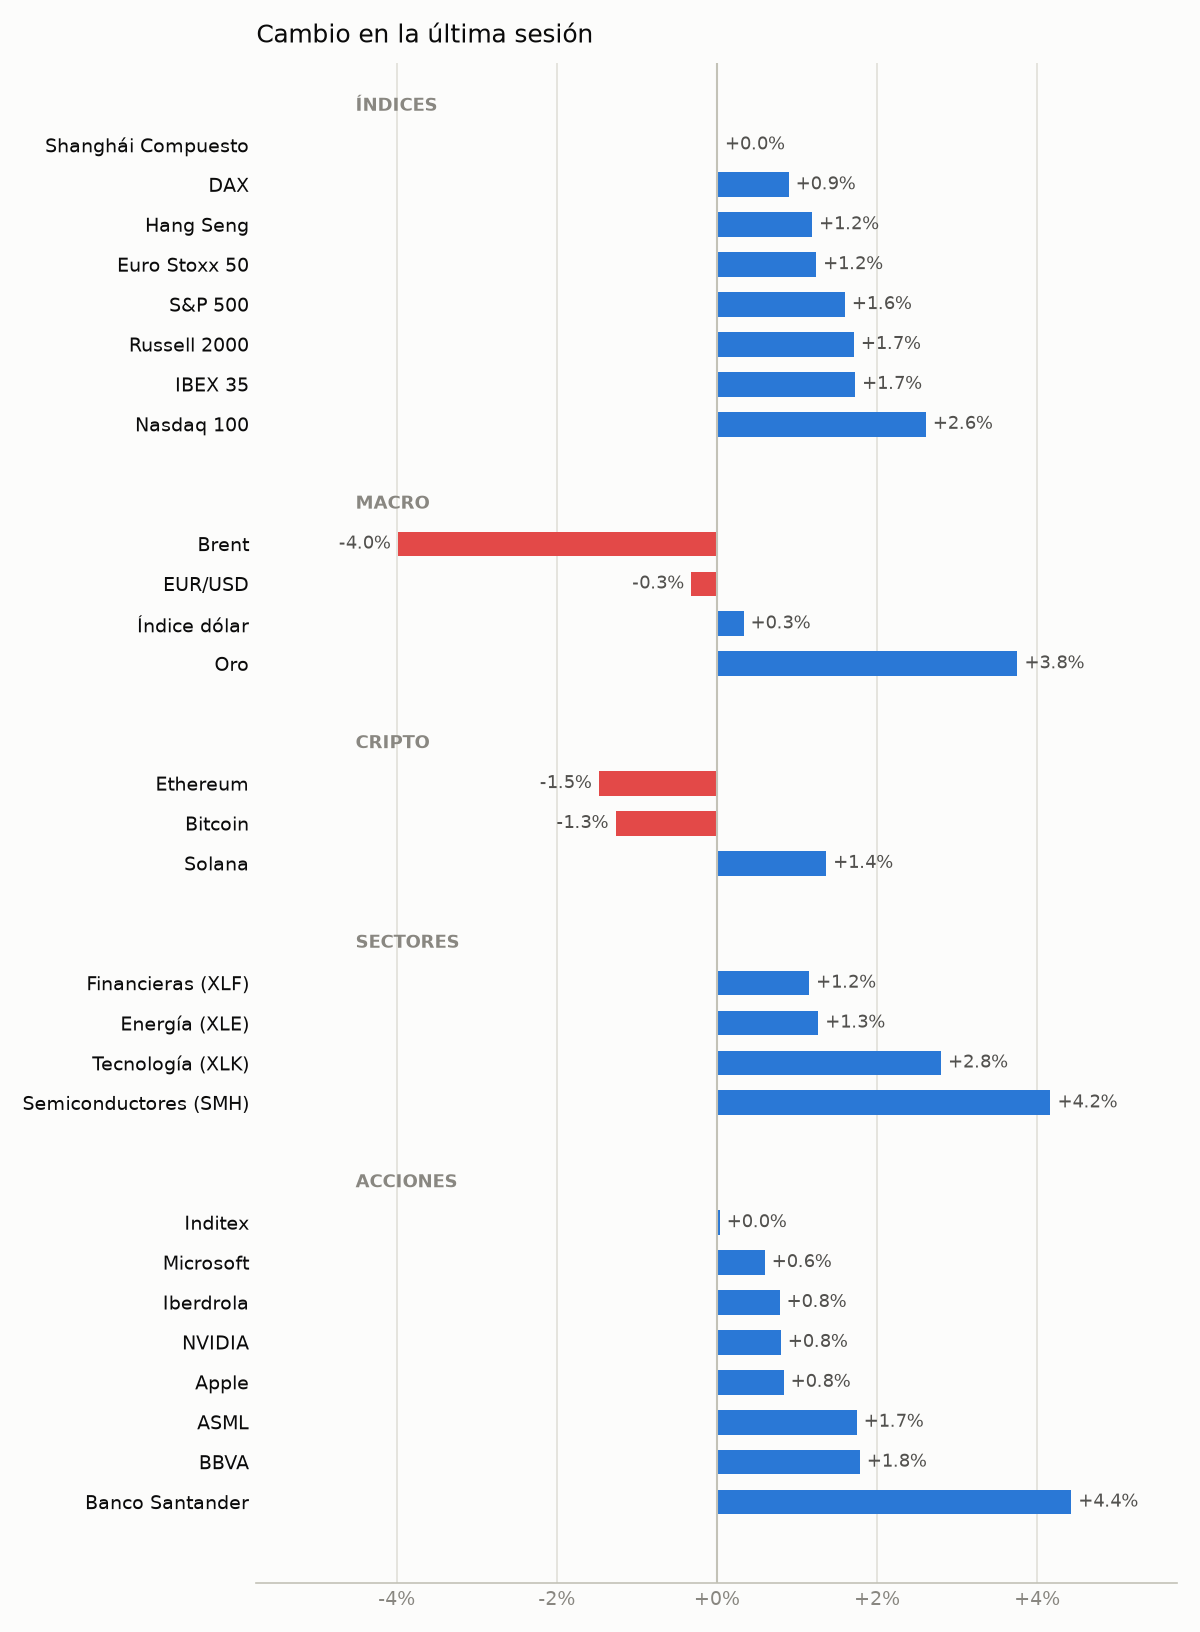 Cambio en la última sesión
ÍNDICES
Shanghái Compuesto +0.0%
DAX +0.9%
Hang Seng +1.2%
Euro Stoxx 50 +1.2%
S&P 500 +1.6%
Russell 2000 +1.7%
IBEX 35 +1.7%
Nasdaq 100 +2.6%
MACRO
Brent -4.0%
EUR/USD -0.3%
Índice dólar +0.3%
Oro +3.8%
CRIPTO
Ethereum -1.5%
Bitcoin -1.3%
Solana +1.4%
SECTORES
Financieras (XLF) +1.2%
Energía (XLE) +1.3%
Tecnología (XLK) +2.8%
Semiconductores (SMH) +4.2%
ACCIONES
Inditex +0.0%
Microsoft +0.6%
Iberdrola +0.8%
NVIDIA +0.8%
Apple +0.8%
ASML +1.7%
BBVA +1.8%
Banco Santander +4.4%
-4% -2% +0% +2% +4%